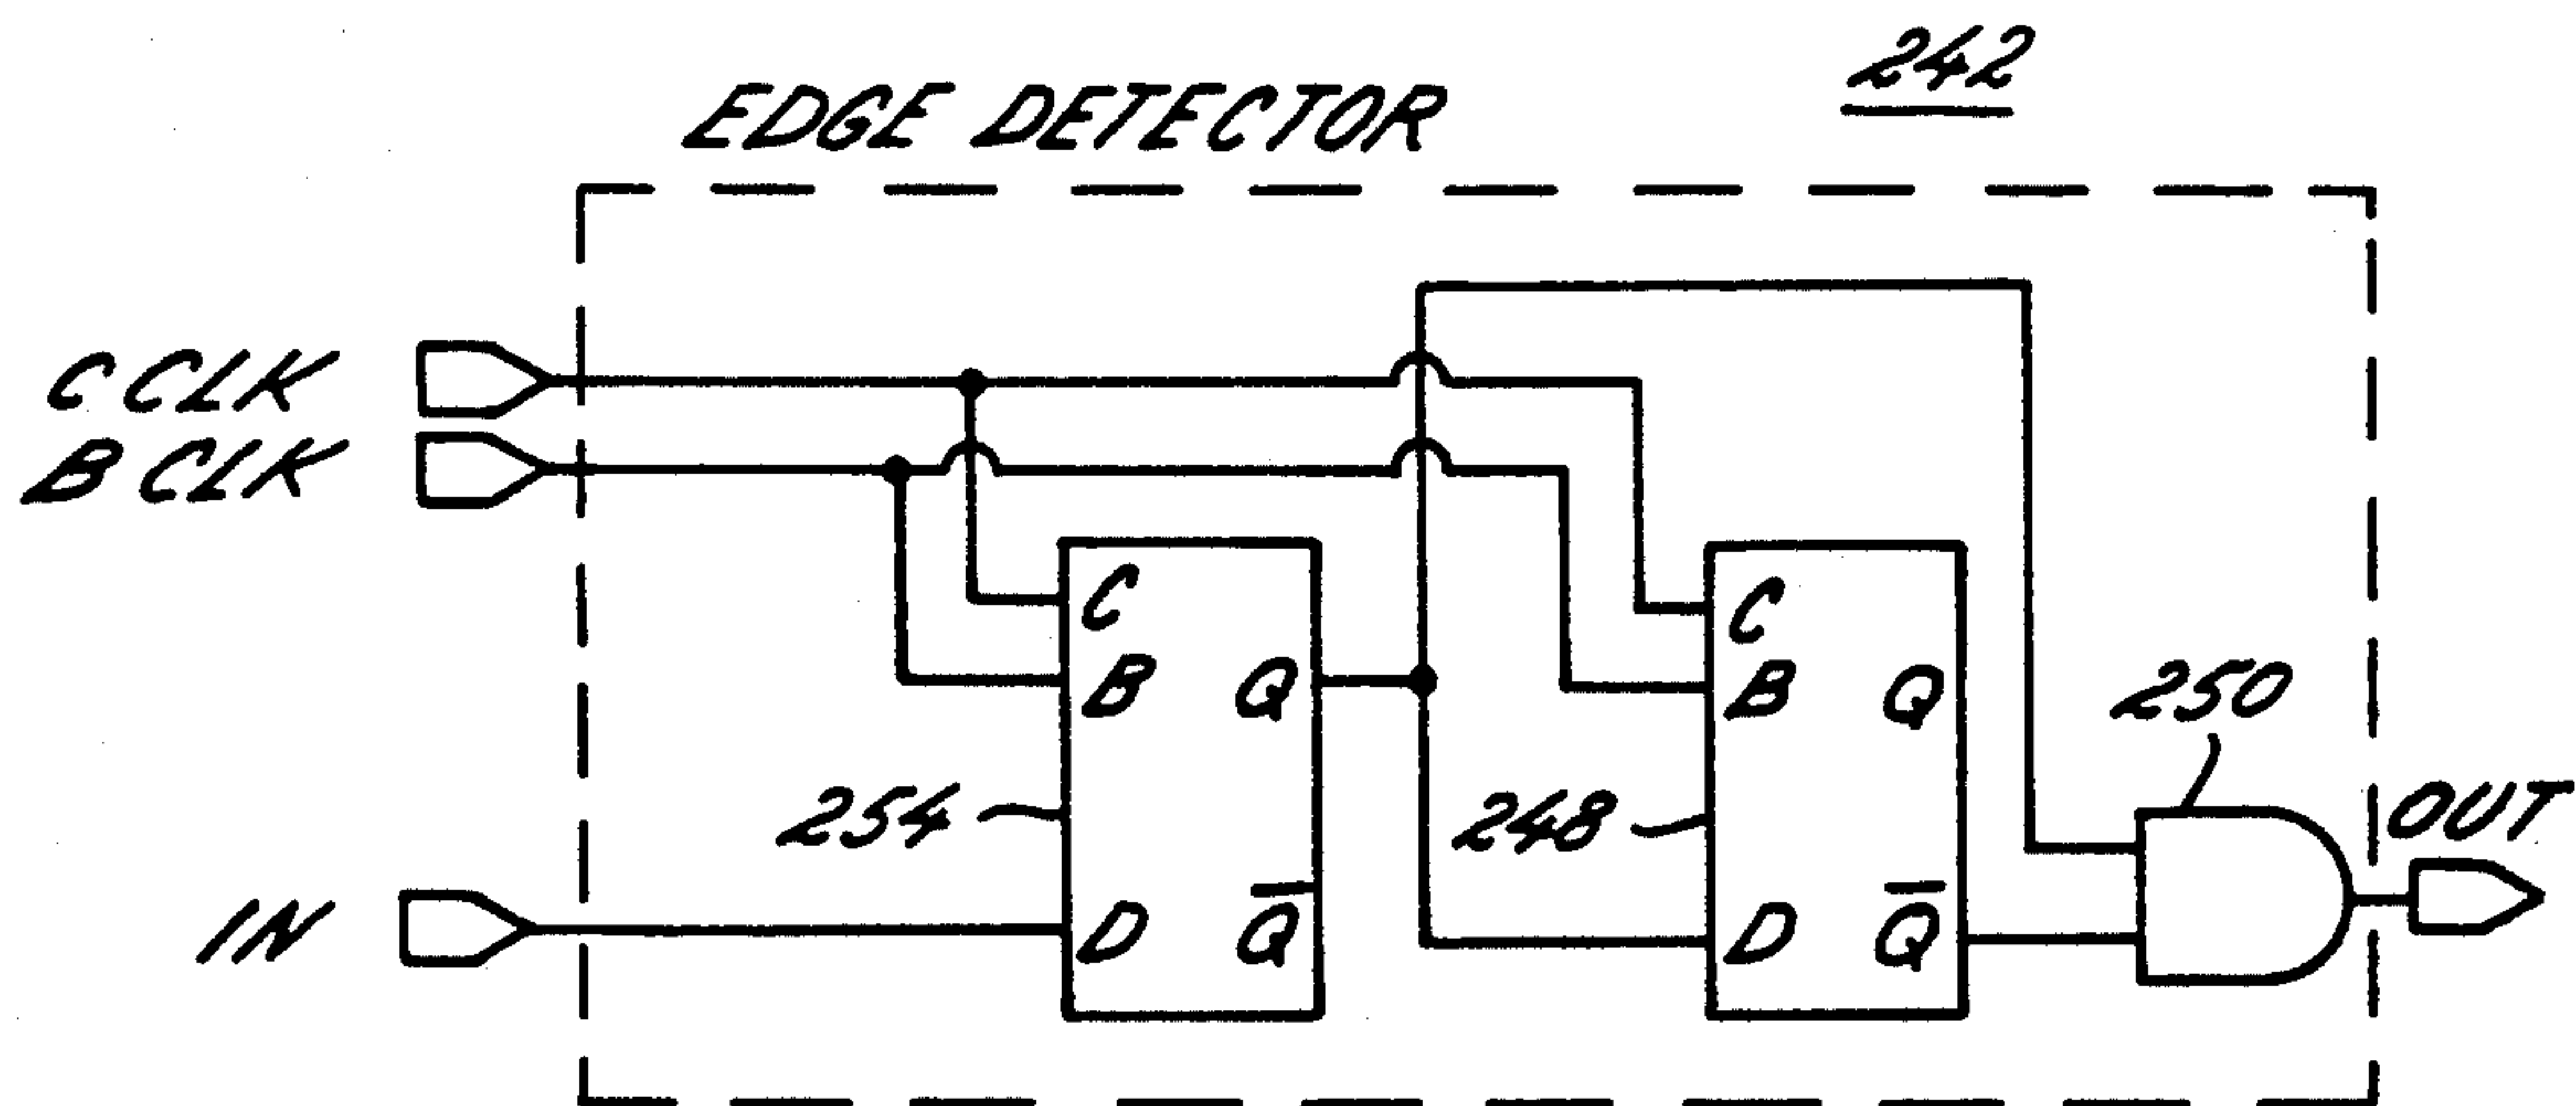 242
EDGE DETECTOR
C CLK
B CLK
C
B Q
254
D Q̅
C
B Q
248
D Q̅
250
OUT
IN